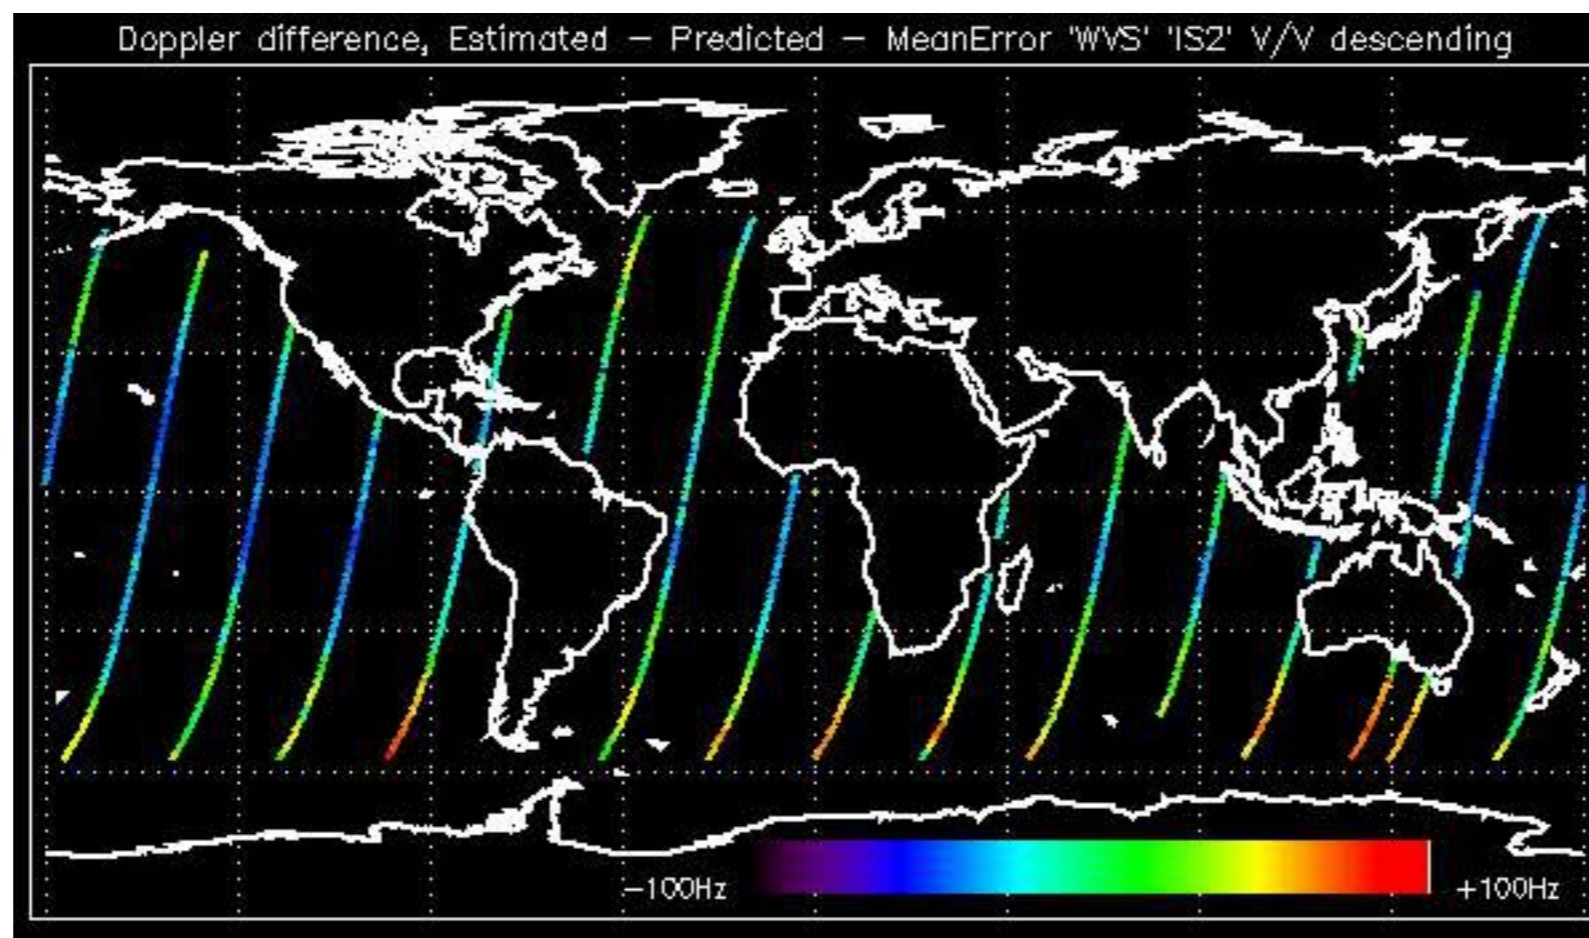 Doppler difference, Estimated – Predicted – MeanError 'WVS' 'IS2' V/V descending
-100Hz
+100Hz